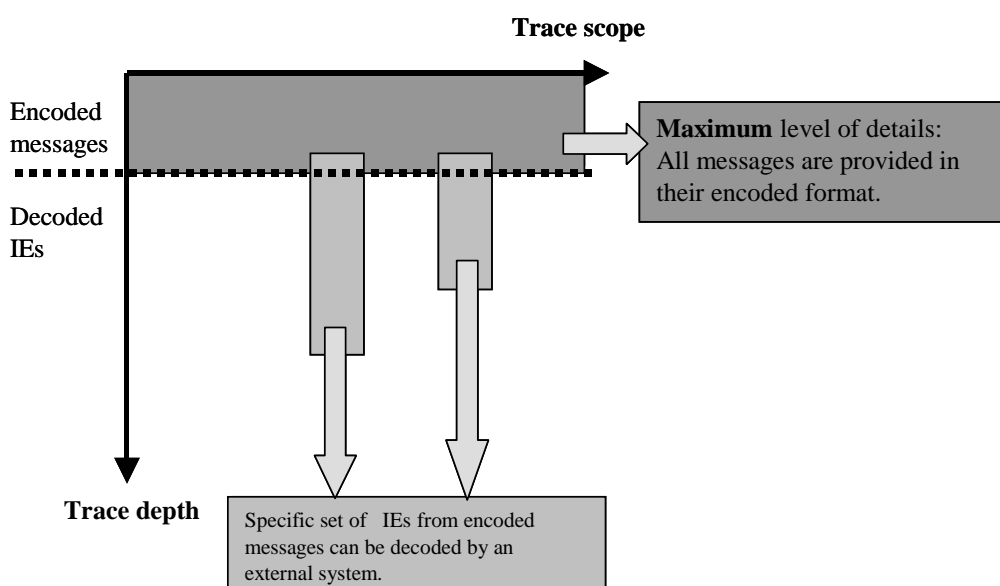 Trace scope
Encoded
messages
Maximum level of details:
All messages are provided in
their encoded format.
Decoded
IEs
Trace depth
Specific set of IEs from encoded
messages can be decoded by an
external system.